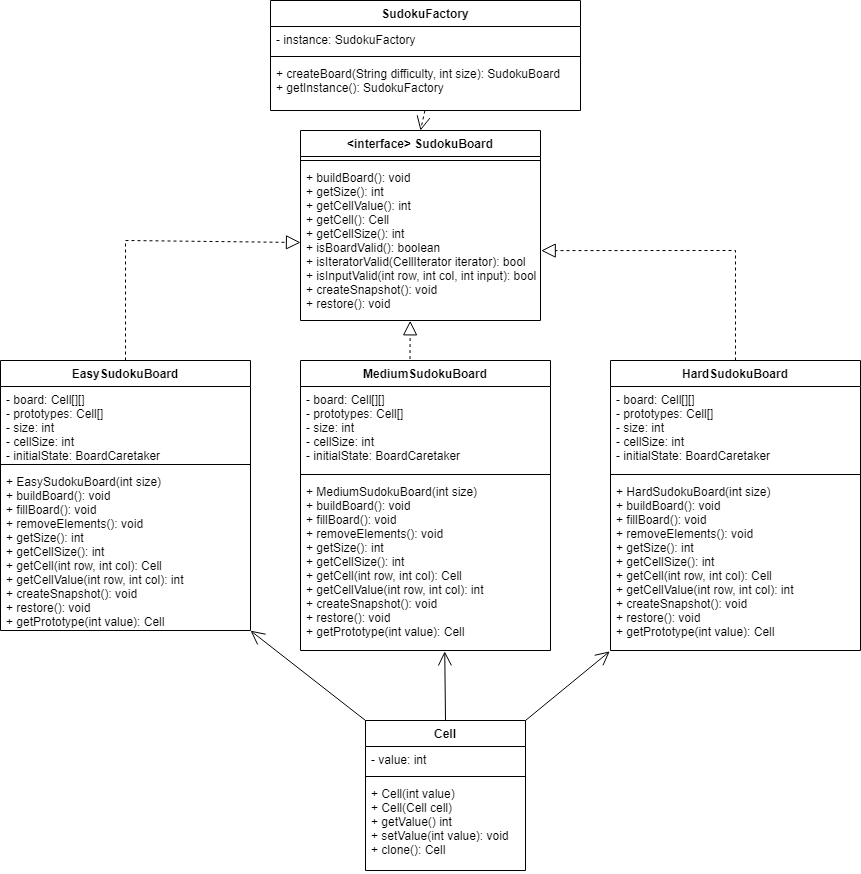 SudokuFactory
- instance: SudokuFactory
+ createBoard(String difficulty, int size): SudokuBoard
+ getInstance(): SudokuFactory
<interface> SudokuBoard
+ buildBoard(): void
+ getSize(): int
+ getCellValue(): int
+ getCell(): Cell
+ getCellSize(): int
+ isBoardValid(): boolean
+ isIteratorValid(CellIterator iterator): bool
+ isInputValid(int row, int col, int input): bool
+ createSnapshot(): void
+ restore(): void
EasySudokuBoard
- board: Cell[][]
- prototypes: Cell[]
- size: int
- cellSize: int
- initialState: BoardCaretaker
+ EasySudokuBoard(int size)
+ buildBoard(): void
+ fillBoard(): void
+ removeElements(): void
+ getSize(): int
+ getCellSize(): int
+ getCell(int row, int col): Cell
+ getCellValue(int row, int col): int
+ createSnapshot(): void
+ restore(): void
+ getPrototype(int value): Cell
MediumSudokuBoard
- board: Cell[][]
- prototypes: Cell[]
- size: int
- cellSize: int
- initialState: BoardCaretaker
+ MediumSudokuBoard(int size)
+ buildBoard(): void
+ fillBoard(): void
+ removeElements(): void
+ getSize(): int
+ getCellSize(): int
+ getCell(int row, int col): Cell
+ getCellValue(int row, int col): int
+ createSnapshot(): void
+ restore(): void
+ getPrototype(int value): Cell
HardSudokuBoard
- board: Cell[][]
- prototypes: Cell[]
- size: int
- cellSize: int
- initialState: BoardCaretaker
+ HardSudokuBoard(int size)
+ buildBoard(): void
+ fillBoard(): void
+ removeElements(): void
+ getSize(): int
+ getCellSize(): int
+ getCell(int row, int col): Cell
+ getCellValue(int row, int col): int
+ createSnapshot(): void
+ restore(): void
+ getPrototype(int value): Cell
Cell
- value: int
+ Cell(int value)
+ Cell(Cell cell)
+ getValue() int
+ setValue(int value): void
+ clone(): Cell